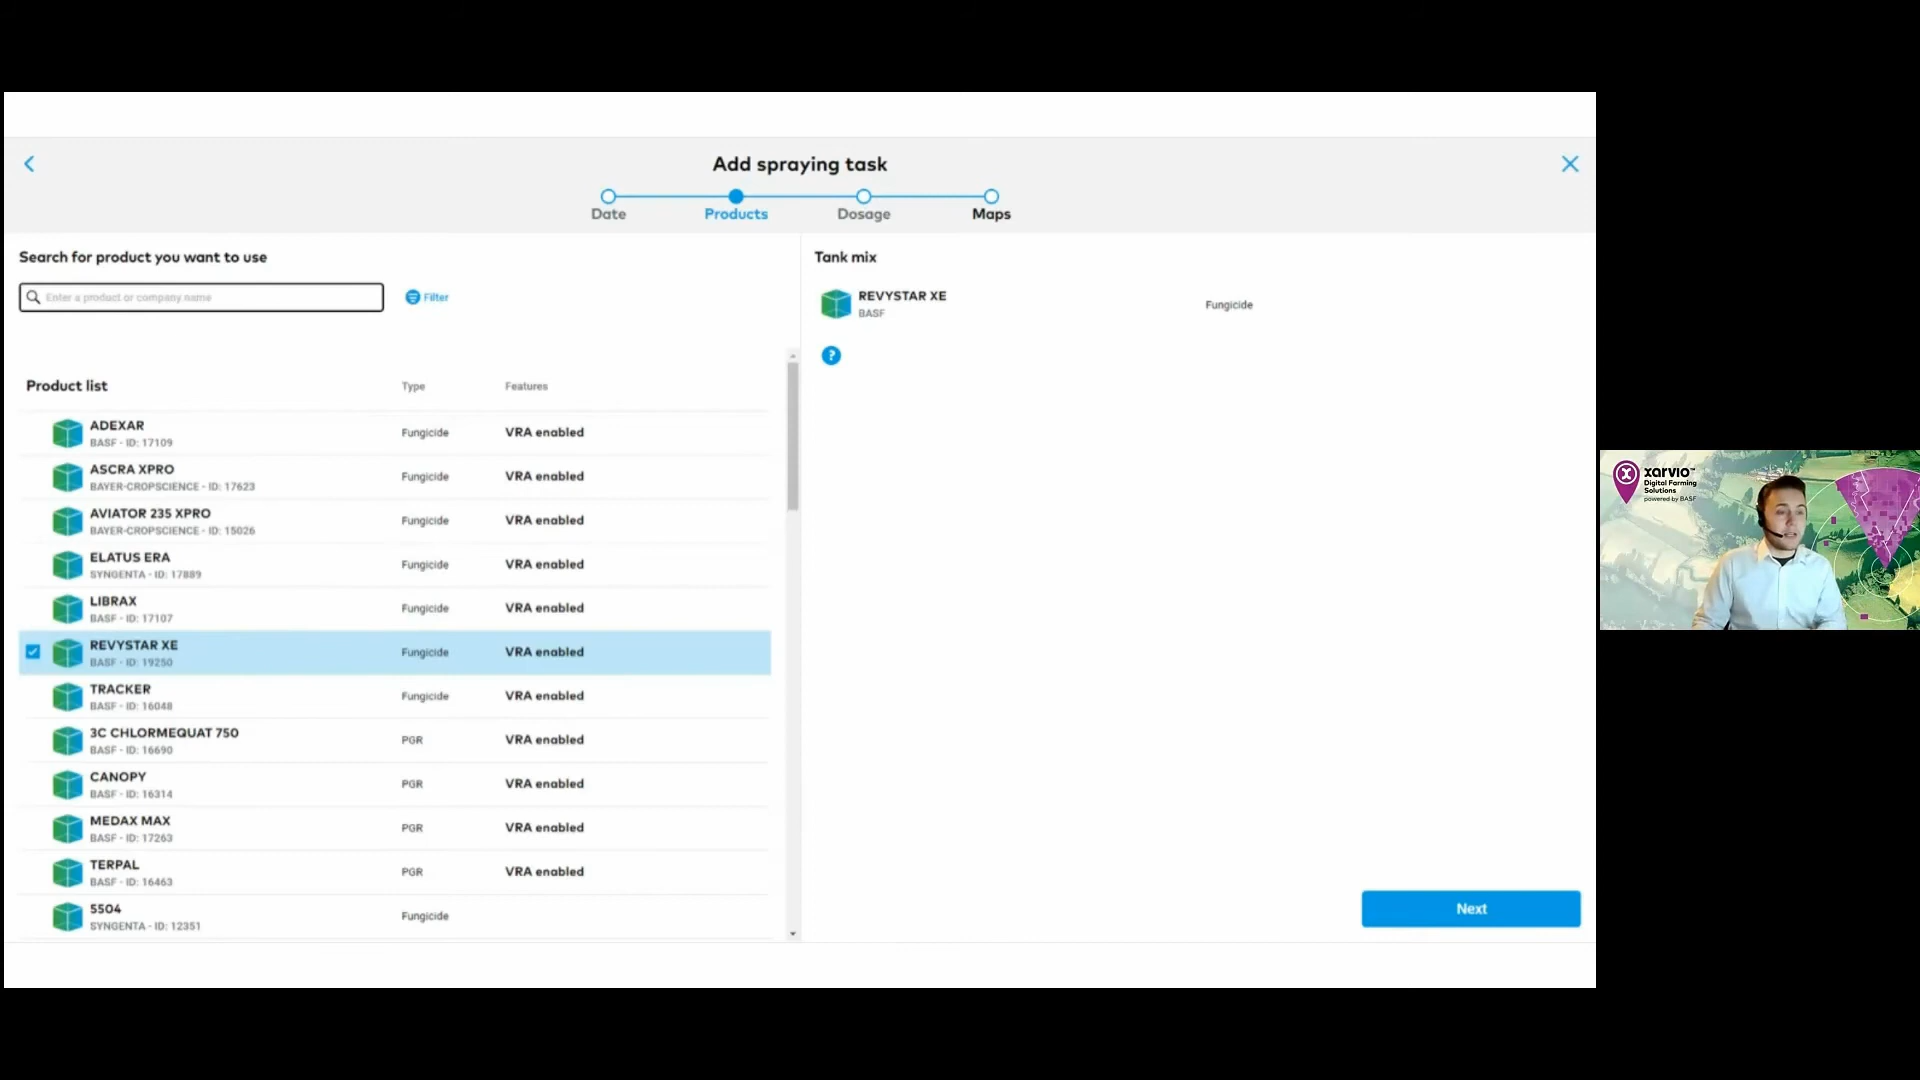 Add spraying task
Date
Products
Dosage
Maps
Search for product you want to use
Enter a product or company name
Filter
Product list
Type
Features
ADEXAR
BASF - ID: 17109
Fungicide
VRA enabled
ASCRA XPRO
BAYER-CROPSCIENCE - ID: 17623
Fungicide
VRA enabled
AVIATOR 235 XPRO
BAYER-CROPSCIENCE - ID: 15026
Fungicide
VRA enabled
ELATUS ERA
SYNGENTA - ID: 17889
Fungicide
VRA enabled
LIBRAX
BASF - ID: 17107
Fungicide
VRA enabled
REVYSTAR XE
BASF - ID: 19250
Fungicide
VRA enabled
TRACKER
BASF - ID: 16048
Fungicide
VRA enabled
3C CHLORMEQUAT 750
BASF - ID: 16690
PGR
VRA enabled
CANOPY
BASF - ID: 16314
PGR
VRA enabled
MEDAX MAX
BASF - ID: 17263
PGR
VRA enabled
TERPAL
BASF - ID: 16463
PGR
VRA enabled
5504
SYNGENTA - ID: 12351
Fungicide
Tank mix
REVYSTAR XE
BASF
Fungicide
?
Next
xarvio™
Digital Farming
Solutions
powered by BASF